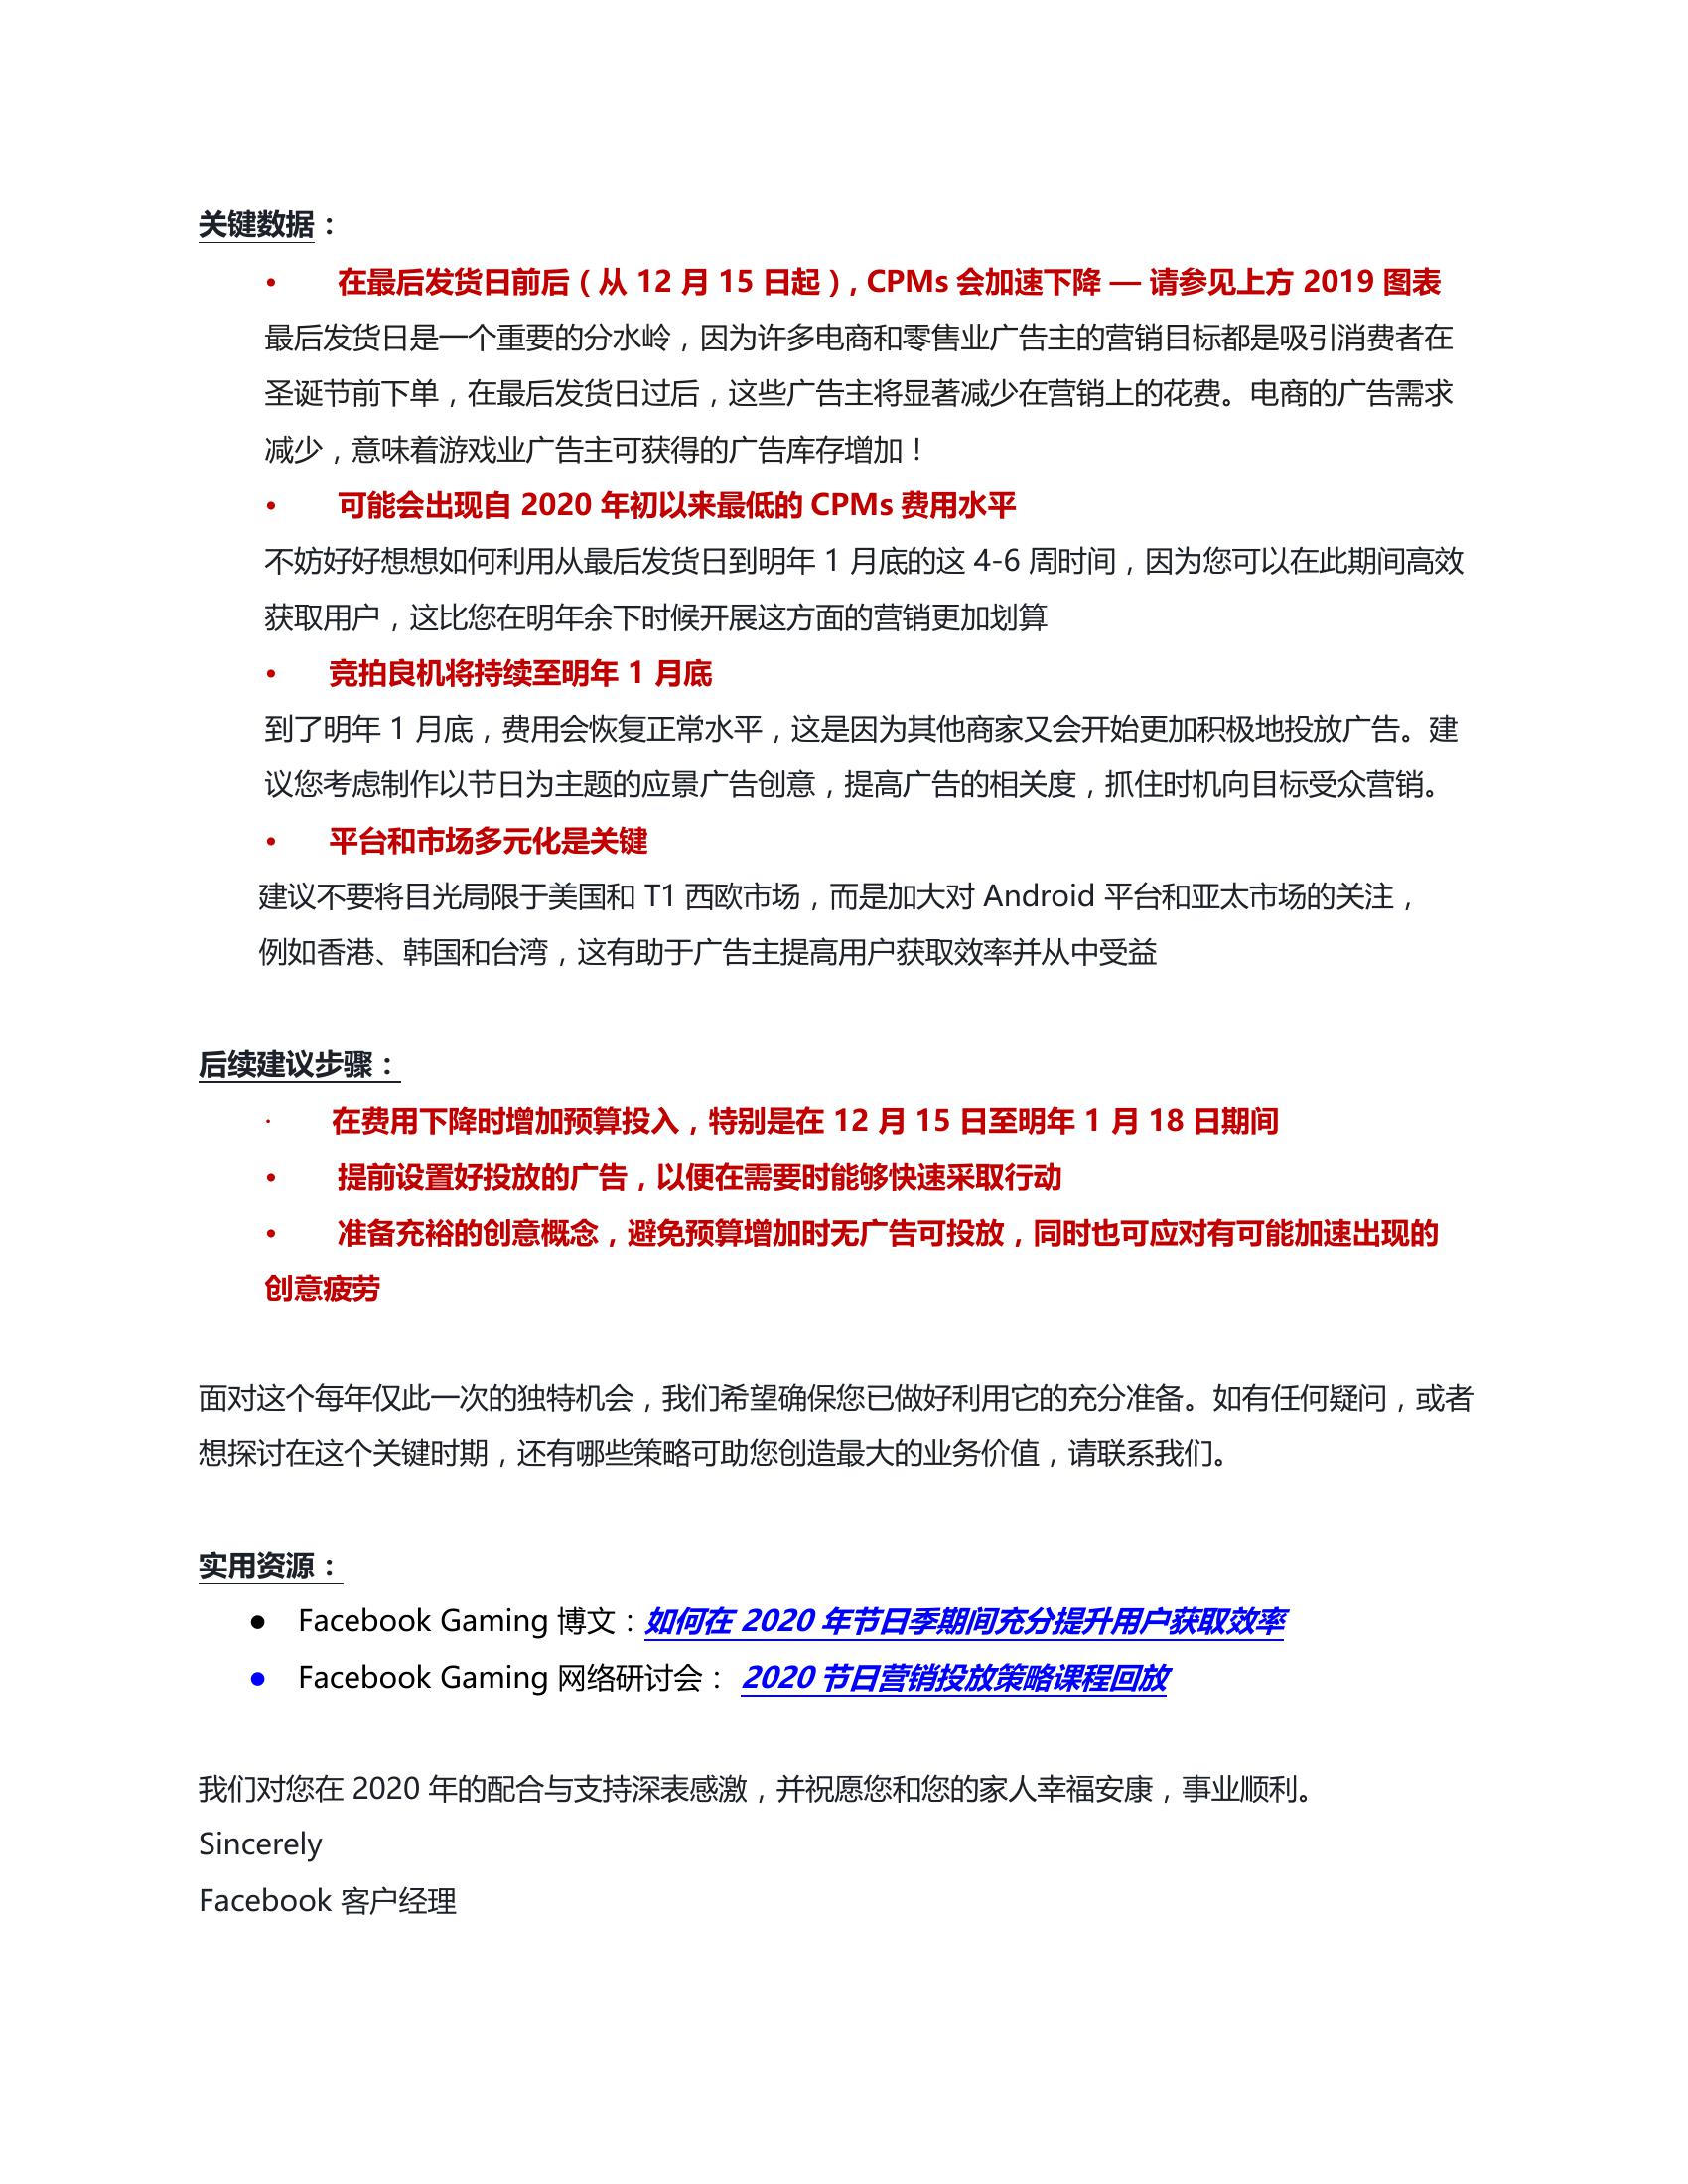 关键数据：
• 在最后发货日前后（从 12 月 15 日起）, CPMs 会加速下降 — 请参见上方 2019 图表
最后发货日是一个重要的分水岭，因为许多电商和零售业广告主的营销目标都是吸引消费者在
圣诞节前下单，在最后发货日过后，这些广告主将显著减少在营销上的花费。电商的广告需求
减少，意味着游戏业广告主可获得的广告库存增加！
• 可能会出现自 2020 年初以来最低的 CPMs 费用水平
不妨好好想想如何利用从最后发货日到明年 1 月底的这 4-6 周时间，因为您可以在此期间高效
获取用户，这比您在明年余下时候开展这方面的营销更加划算
• 竞拍良机将持续至明年 1 月底
到了明年 1 月底，费用会恢复正常水平，这是因为其他商家又会开始更加积极地投放广告。建
议您考虑制作以节日为主题的应景广告创意，提高广告的相关度，抓住时机向目标受众营销。
• 平台和市场多元化是关键
建议不要将目光局限于美国和 T1 西欧市场，而是加大对 Android 平台和亚太市场的关注，
例如香港、韩国和台湾，这有助于广告主提高用户获取效率并从中受益
后续建议步骤：
· 在费用下降时增加预算投入，特别是在 12 月 15 日至明年 1 月 18 日期间
• 提前设置好投放的广告，以便在需要时能够快速采取行动
• 准备充裕的创意概念，避免预算增加时无广告可投放，同时也可应对有可能加速出现的
创意疲劳
面对这个每年仅此一次的独特机会，我们希望确保您已做好利用它的充分准备。如有任何疑问，或者
想探讨在这个关键时期，还有哪些策略可助您创造最大的业务价值，请联系我们。
实用资源：
● Facebook Gaming 博文：如何在 2020 年节日季期间充分提升用户获取效率
● Facebook Gaming 网络研讨会： 2020 节日营销投放策略课程回放
我们对您在 2020 年的配合与支持深表感激，并祝愿您和您的家人幸福安康，事业顺利。
Sincerely
Facebook 客户经理